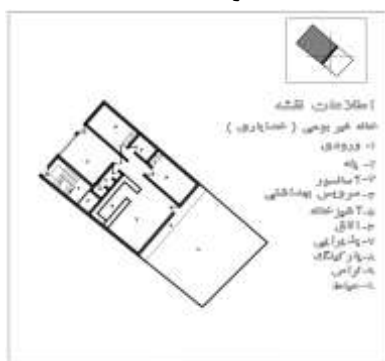 اطلاعات نقشه
خانه غیر بومی ( خشایاری )
۱- ورودی
۲- پله
۳- آسانسور
۴- سرویس بهداشتی
۵- آشپزخانه
۶- اتاق
۷- پذیرایی
۸- پارکینگ
۹- تراس
۱۰- حیاط